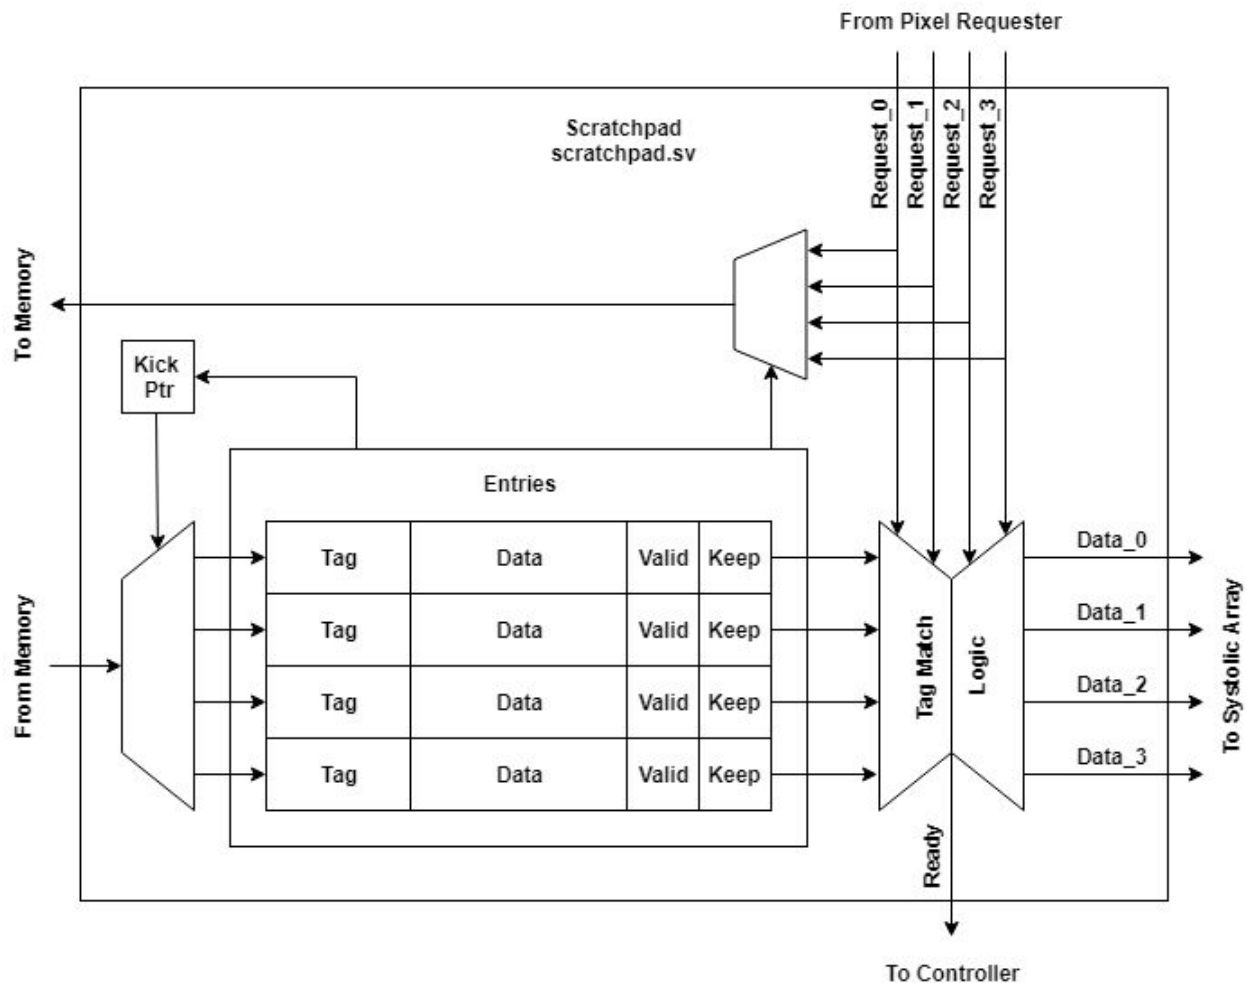 From Pixel Requester
Scratchpad
scratchpad.sv
Request_0
Request_1
Request_2
Request_3
To Memory
Kick
Ptr
Entries
From Memory
Tag Data Valid Keep
Tag Data Valid Keep
Tag Data Valid Keep
Tag Data Valid Keep
Tag Match
Logic
Data_0
Data_1
Data_2
Data_3
To Systolic Array
Ready
To Controller